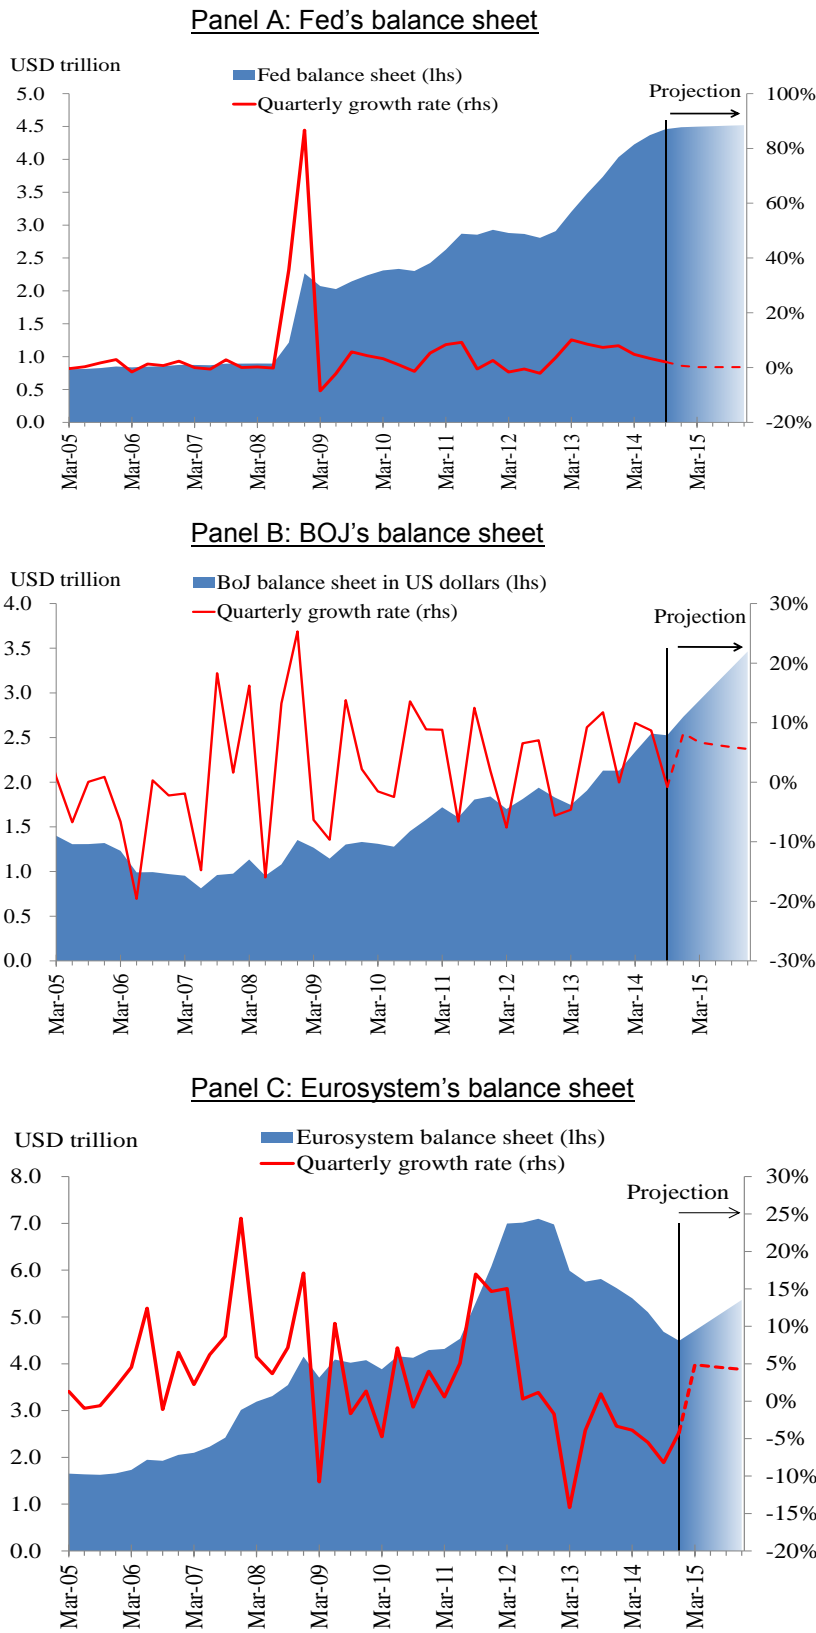 Panel A: Fed's balance sheet
USD trillion
Fed balance sheet (lhs)
Quarterly growth rate (rhs)
Projection
5.0
4.5
4.0
3.5
3.0
2.5
2.0
1.5
1.0
0.5
0.0
100%
80%
60%
40%
20%
0%
-20%
Mar-05
Mar-06
Mar-07
Mar-08
Mar-09
Mar-10
Mar-11
Mar-12
Mar-13
Mar-14
Mar-15
Panel B: BOJ's balance sheet
USD trillion
BoJ balance sheet in US dollars (lhs)
Quarterly growth rate (rhs)
Projection
4.0
3.5
3.0
2.5
2.0
1.5
1.0
0.5
0.0
30%
20%
10%
0%
-10%
-20%
-30%
Mar-05
Mar-06
Mar-07
Mar-08
Mar-09
Mar-10
Mar-11
Mar-12
Mar-13
Mar-14
Mar-15
Panel C: Eurosystem's balance sheet
USD trillion
Eurosystem balance sheet (lhs)
Quarterly growth rate (rhs)
Projection
8.0
7.0
6.0
5.0
4.0
3.0
2.0
1.0
0.0
30%
25%
20%
15%
10%
5%
0%
-5%
-10%
-15%
-20%
Mar-05
Mar-06
Mar-07
Mar-08
Mar-09
Mar-10
Mar-11
Mar-12
Mar-13
Mar-14
Mar-15